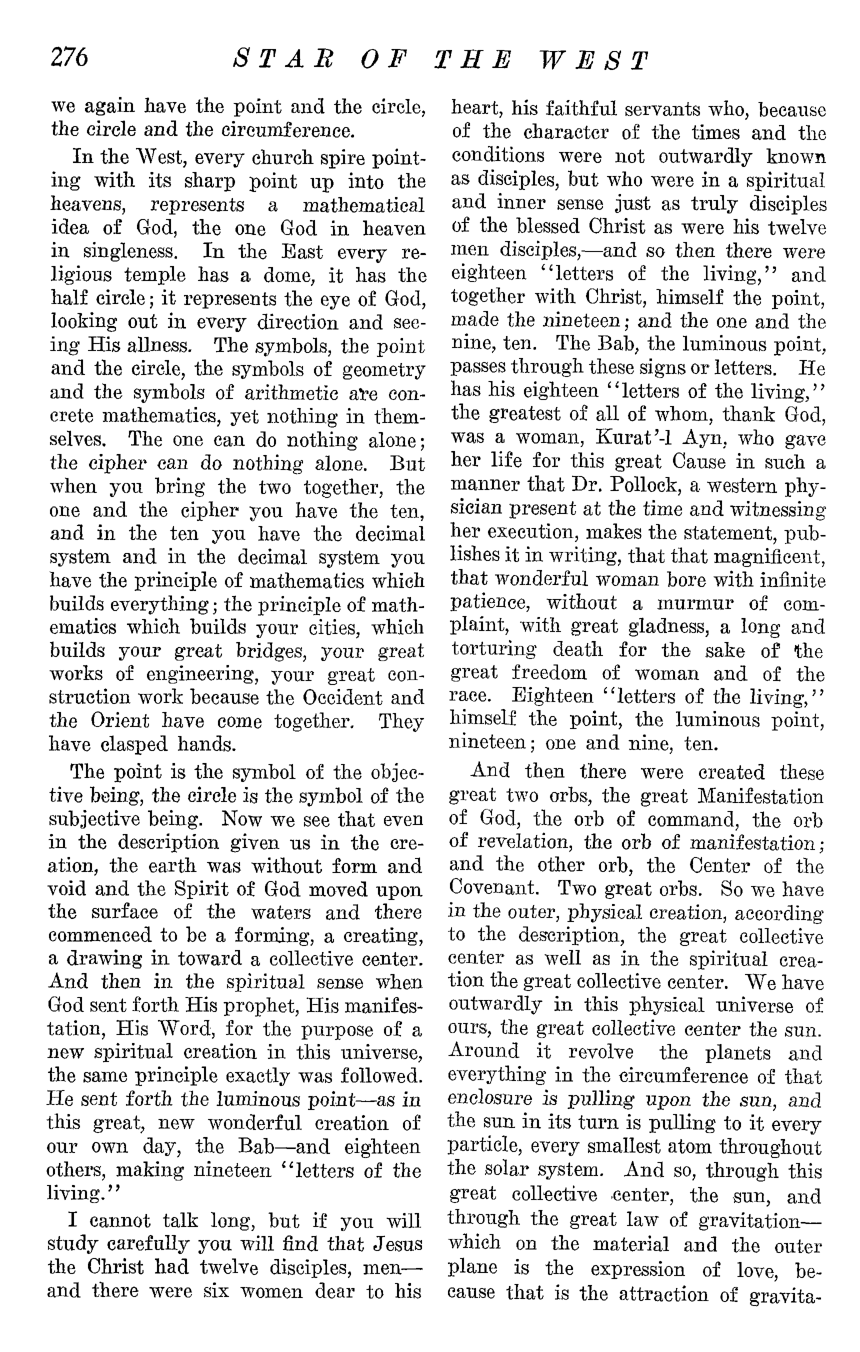 276 STAR OF THE WEST
we again have the point and the circle,
the circle and the circumference.
In the West, every church spire point-
ing with its sharp point up into the
heavens, represents a mathematical
idea of God, the one God in heaven
in singleness. In the East every re-
ligious temple has a dome, it has the
half circle; it represents the eye of God,
looking out in every direction and see-
ing His allness. The symbols, the point
and the circle, the symbols of geometry
and the symbols of arithmetic are con-
crete mathematics, yet nothing in them-
selves. The one can do nothing alone;
the cipher can do nothing alone. But
when you bring the two together, the
one and the cipher you have the ten,
and in the ten you have the decimal
system and in the decimal system you
have the principle of mathematics which
builds everything; the principle of math-
ematics which builds your cities, which
builds your great bridges, your great
works of engineering, your great con-
struction work because the Occident and
the Orient have come together. They
have clasped hands.
The point is the symbol of the objec-
tive being, the circle is the symbol of the
subjective being. Now we see that even
in the description given us in the cre-
ation, the earth was without form and
void and the Spirit of God moved upon
the surface of the waters and there
commenced to be a forming, a creating,
a drawing in toward a collective center.
And then in the spiritual sense when
God sent forth His prophet, His manifes-
tation, His Word, for the purpose of a
new spiritual creation in this universe,
the same principle exactly was followed.
He sent forth the luminous point—as in
this great, new wonderful creation of
our own day, the Bab—and eighteen
others, making nineteen "letters of the
living."
I cannot talk long, but if you will
study carefully you will find that Jesus
the Christ had twelve disciples, men—
and there were six women dear to his
heart, his faithful servants who, because
of the character of the times and the
conditions were not outwardly known
as disciples, but who were in a spiritual
and inner sense just as truly disciples
of the blessed Christ as were his twelve
men disciples,—and so then there were
eighteen "letters of the living," and
together with Christ, himself the point,
made the nineteen; and the one and the
nine, ten. The Bab, the luminous point,
passes through these signs or letters. He
has his eighteen "letters of the living,"
the greatest of all of whom, thank God,
was a woman, Kurat'-l Ayn, who gave
her life for this great Cause in such a
manner that Dr. Pollock, a western phy-
sician present at the time and witnessing
her execution, makes the statement, pub-
lishes it in writing, that that magnificent,
that wonderful woman bore with infinite
patience, without a murmur of com-
plaint, with great gladness, a long and
torturing death for the sake of the
great freedom of woman and of the
race. Eighteen "letters of the living,"
himself the point, the luminous point,
nineteen; one and nine, ten.
And then there were created these
great two orbs, the great Manifestation
of God, the orb of command, the orb
of revelation, the orb of manifestation;
and the other orb, the Center of the
Covenant. Two great orbs. So we have
in the outer, physical creation, according
to the description, the great collective
center as well as in the spiritual crea-
tion the great collective center. We have
outwardly in this physical universe of
ours, the great collective center the sun.
Around it revolve the planets and
everything in the circumference of that
enclosure is pulling upon the sun, and
the sun in its turn is pulling to it every
particle, every smallest atom throughout
the solar system. And so, through this
great collective center, the sun, and
through the great law of gravitation—
which on the material and the outer
plane is the expression of love, be-
cause that is the attraction of gravita-